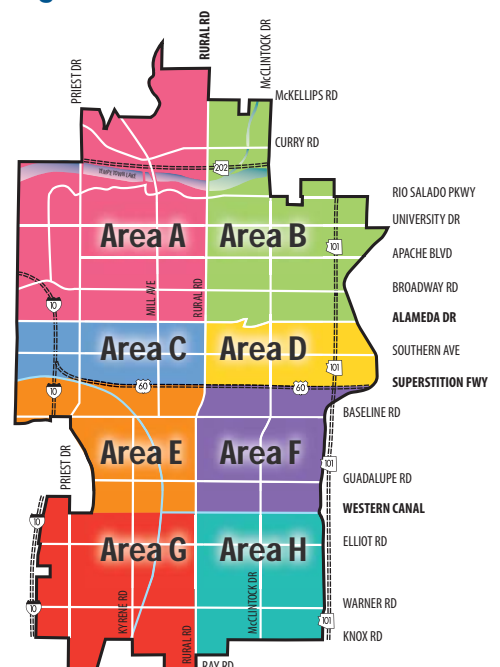 RURAL RD
McCLINTOCK DR
PRIEST DR
McKELLIPS RD
CURRY RD
202
TEMPE TOWN LAKE
RIO SALADO PKWY
UNIVERSITY DR
Area A
Area B
101
APACHE BLVD
MILL AVE
RURAL RD
BROADWAY RD
10
ALAMEDA DR
Area C
Area D
SOUTHERN AVE
101
10
60
60
SUPERSTITION FWY
BASELINE RD
PRIEST DR
Area E
Area F
101
GUADALUPE RD
WESTERN CANAL
10
Area G
Area H
ELLIOT RD
KYRENE RD
McCLINTOCK DR
10
WARNER RD
101
RURAL RD
KNOX RD
RAY RD